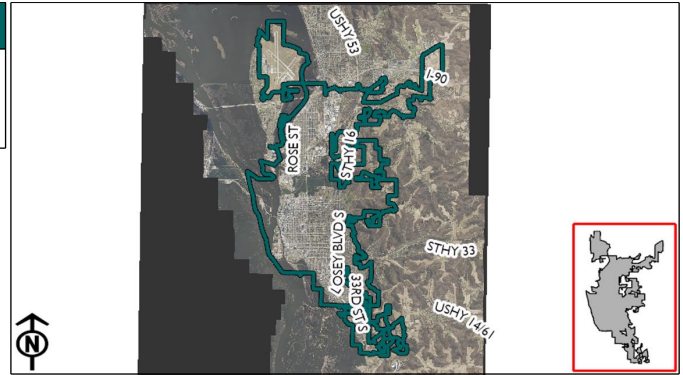 USHY 53
I-90
ROSE ST
STHY 16
LOSEY BLVD S
STHY 33
33RD ST S
USHY 14/61
N